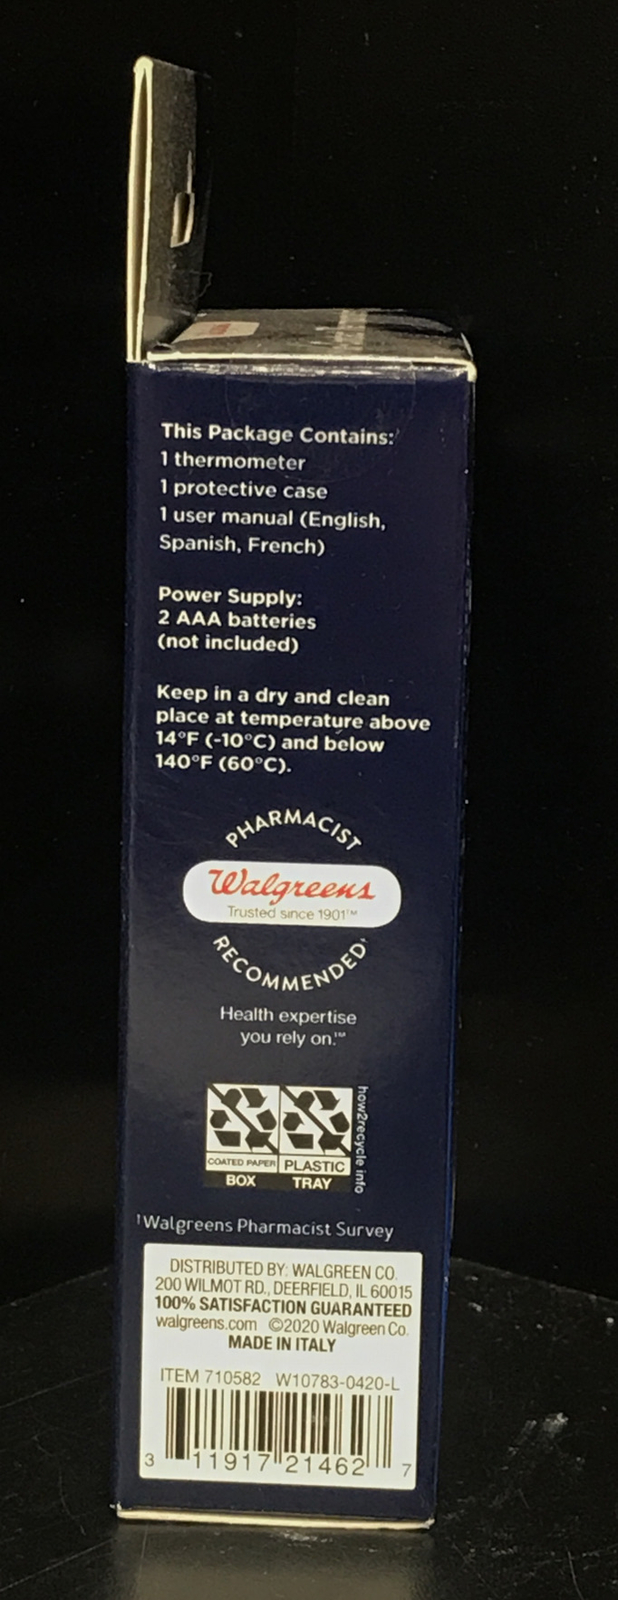 This Package Contains:
1 thermometer
1 protective case
1 user manual (English,
Spanish, French)
Power Supply:
2 AAA batteries
(not included)
Keep in a dry and clean
place at temperature above
14°F (-10°C) and below
140°F (60°C).
PHARMACIST
Walgreens
Trusted since 1901™
RECOMMENDED¹
Health expertise
you rely on.℠
how2recycle.info
COATED PAPER PLASTIC
BOX TRAY
¹Walgreens Pharmacist Survey
DISTRIBUTED BY: WALGREEN CO.
200 WILMOT RD., DEERFIELD, IL 60015
100% SATISFACTION GUARANTEED
walgreens.com ©2020 Walgreen Co.
MADE IN ITALY
ITEM 710582 W10783-0420-L
3 11917 21462 7